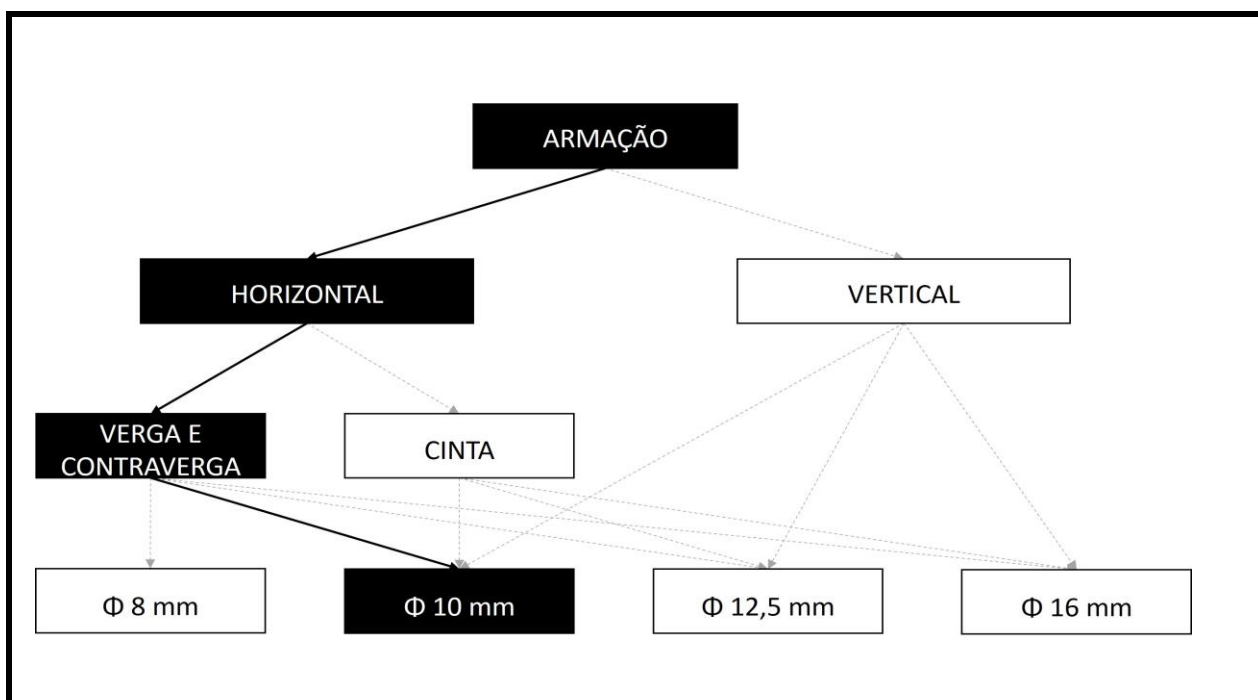 ARMAÇÃO
HORIZONTAL
VERTICAL
VERGA E
CONTRAVERGA
CINTA
Φ 8 mm
Φ 10 mm
Φ 12,5 mm
Φ 16 mm